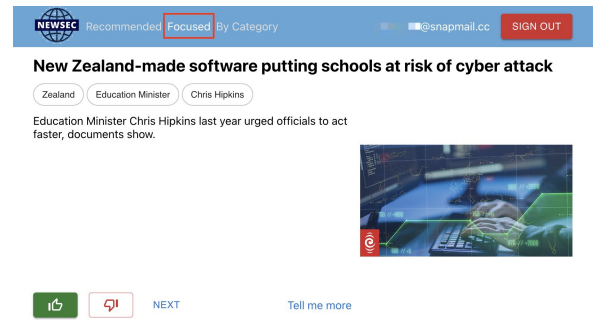 NEWSEC Recommended Focused By Category @snapmail.cc SIGN OUT
New Zealand-made software putting schools at risk of cyber attack
Zealand Education Minister Chris Hipkins
Education Minister Chris Hipkins last year urged officials to act
faster, documents show.
NEXT Tell me more